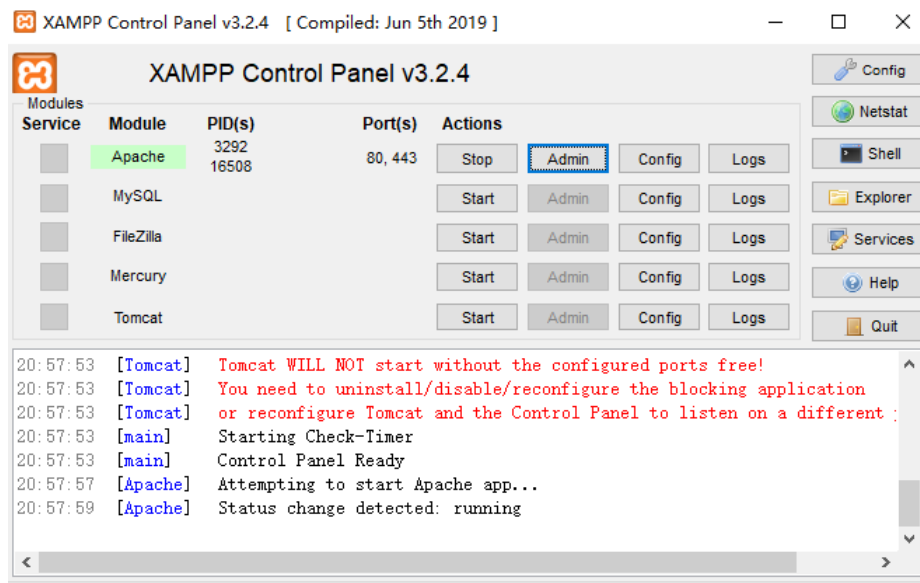 XAMPP Control Panel v3.2.4 [ Compiled: Jun 5th 2019 ]
XAMPP Control Panel v3.2.4
Config
Modules
Netstat
Service Module PID(s) Port(s) Actions
Apache 3292 80, 443 Stop Admin Config Logs
16508
Shell
MySQL Start Admin Config Logs
Explorer
FileZilla Start Admin Config Logs
Services
Mercury Start Admin Config Logs
Help
Tomcat Start Admin Config Logs
Quit
20:57:53 [Tomcat] Tomcat WILL NOT start without the configured ports free!
20:57:53 [Tomcat] You need to uninstall/disable/reconfigure the blocking application
20:57:53 [Tomcat] or reconfigure Tomcat and the Control Panel to listen on a different
20:57:53 [main] Starting Check-Timer
20:57:53 [main] Control Panel Ready
20:57:57 [Apache] Attempting to start Apache app...
20:57:59 [Apache] Status change detected: running